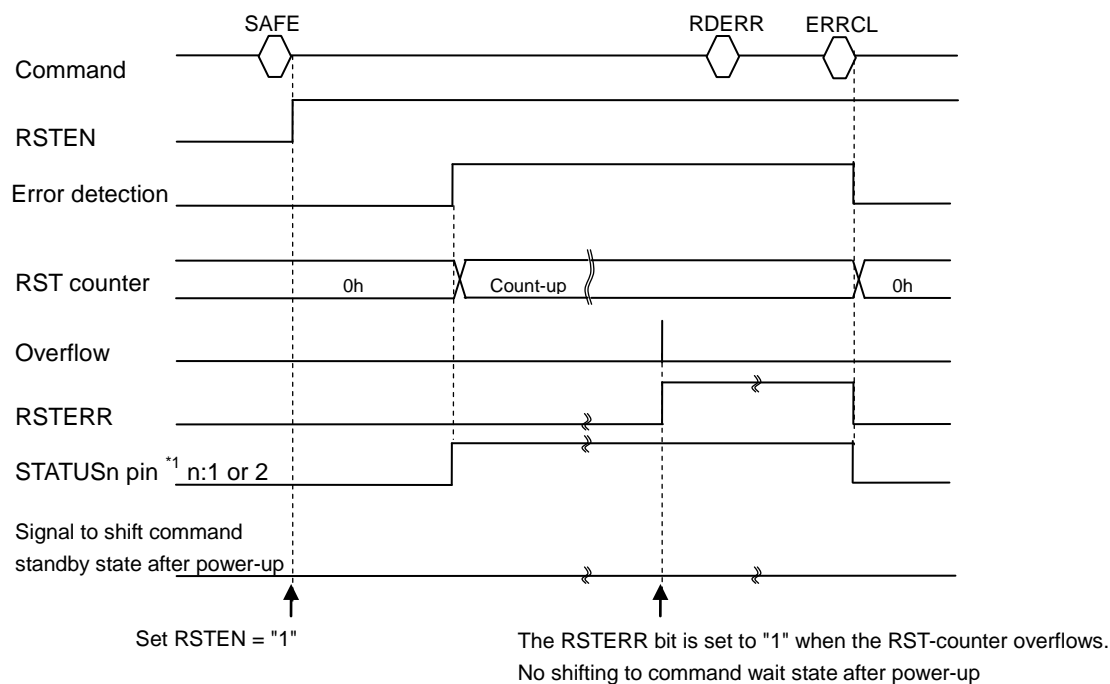 SAFE RDERR ERRCL
Command
RSTEN
Error detection
RST counter 0h Count-up 0h
Overflow
RSTERR
STATUSn pin *1 n:1 or 2
Signal to shift command
standby state after power-up
Set RSTEN = "1"
The RSTERR bit is set to "1" when the RST-counter overflows.
No shifting to command wait state after power-up